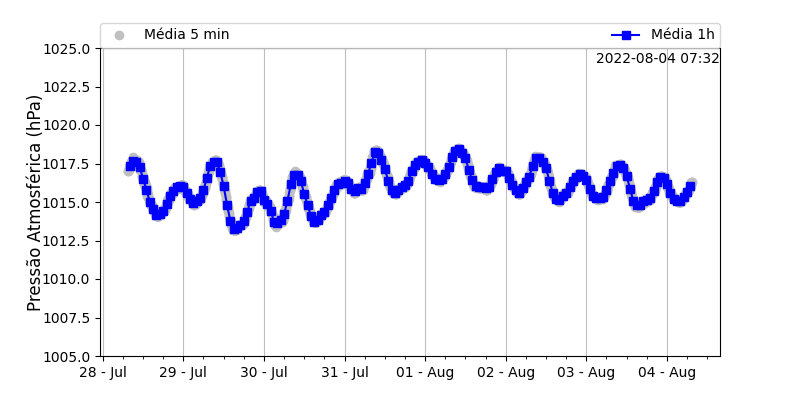 Média 5 min
Média 1h
2022-08-04 07:32
Pressão Atmosférica (hPa)
1025.0
1022.5
1020.0
1017.5
1015.0
1012.5
1010.0
1007.5
1005.0
28 - Jul
29 - Jul
30 - Jul
31 - Jul
01 - Aug
02 - Aug
03 - Aug
04 - Aug